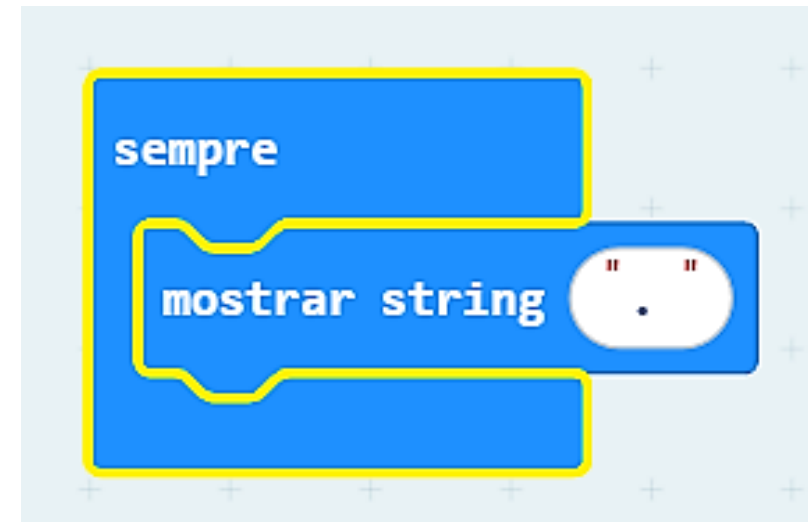 sempre
mostrar string " . "